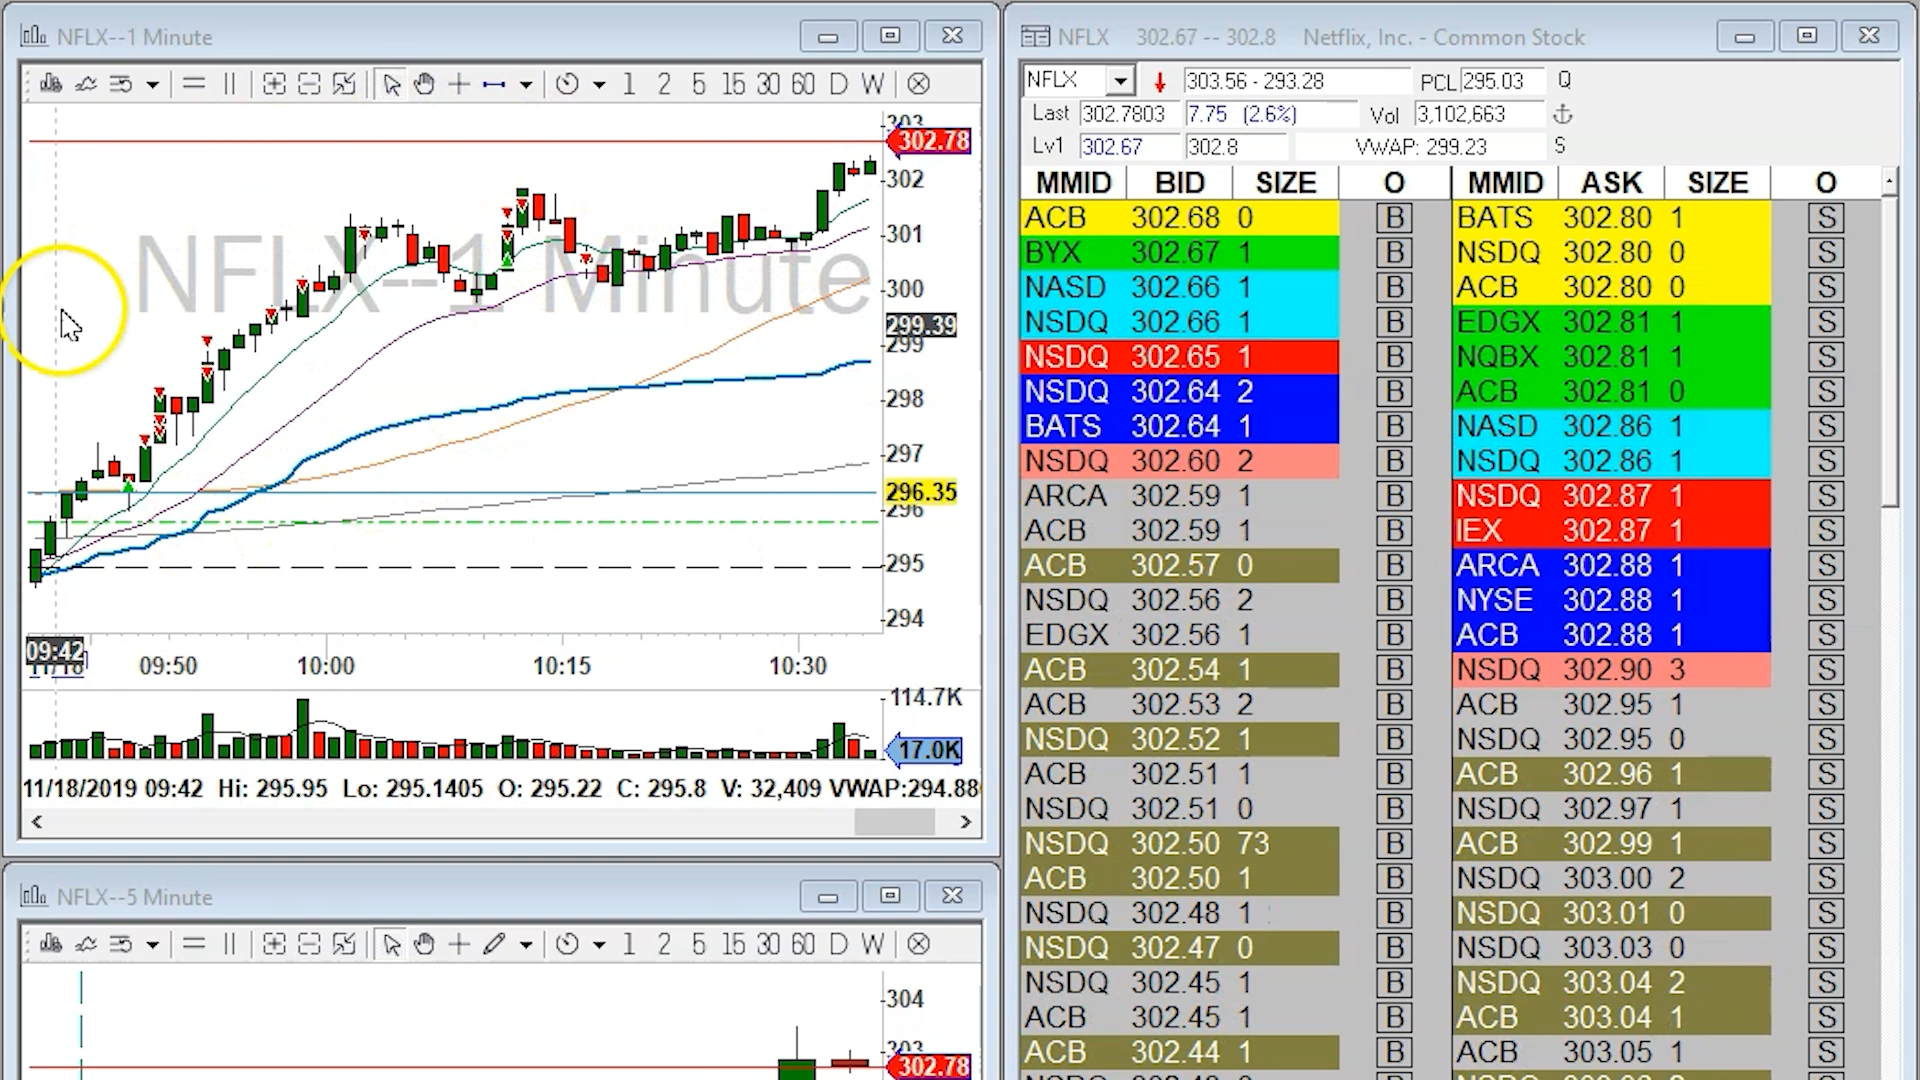 NFLX--1 Minute
1 2 5 15 30 60 D W
NFLX--1 Minute
303
302.78
302
301
300
299.39
299
298
297
296.35
296
295
294
09:42
11/18
09:50
10:00
10:15
10:30
114.7K
17.0K
11/18/2019 09:42 Hi: 295.95 Lo: 295.1405 O: 295.22 C: 295.8 V: 32,409 VWAP:294.88
NFLX--5 Minute
1 2 5 15 30 60 D W
304
303
302.78
NFLX 302.67 -- 302.8 Netflix, Inc. - Common Stock
NFLX 303.56 - 293.28 PCL 295.03 Q
Last 302.7803 7.75 (2.6%) Vol 3,102,663
Lv1 302.67 302.8 VWAP: 299.23 S
MMID BID SIZE O MMID ASK SIZE O
ACB 302.68 0 B BATS 302.80 1 S
BYX 302.67 1 B NSDQ 302.80 0 S
NASD 302.66 1 B ACB 302.80 0 S
NSDQ 302.66 1 B EDGX 302.81 1 S
NSDQ 302.65 1 B NQBX 302.81 1 S
NSDQ 302.64 2 B ACB 302.81 0 S
BATS 302.64 1 B NASD 302.86 1 S
NSDQ 302.60 2 B NSDQ 302.86 1 S
ARCA 302.59 1 B NSDQ 302.87 1 S
ACB 302.59 1 B IEX 302.87 1 S
ACB 302.57 0 B ARCA 302.88 1 S
NSDQ 302.56 2 B NYSE 302.88 1 S
EDGX 302.56 1 B ACB 302.88 1 S
ACB 302.54 1 B NSDQ 302.90 3 S
ACB 302.53 2 B ACB 302.95 1 S
NSDQ 302.52 1 B NSDQ 302.95 0 S
ACB 302.51 1 B ACB 302.96 1 S
NSDQ 302.51 0 B NSDQ 302.97 1 S
NSDQ 302.50 73 B ACB 302.99 1 S
ACB 302.50 1 B NSDQ 303.00 2 S
NSDQ 302.48 1 B NSDQ 303.01 0 S
NSDQ 302.47 0 B NSDQ 303.03 0 S
NSDQ 302.45 1 B NSDQ 303.04 2 S
ACB 302.45 1 B ACB 303.04 1 S
ACB 302.44 1 B ACB 303.05 1 S